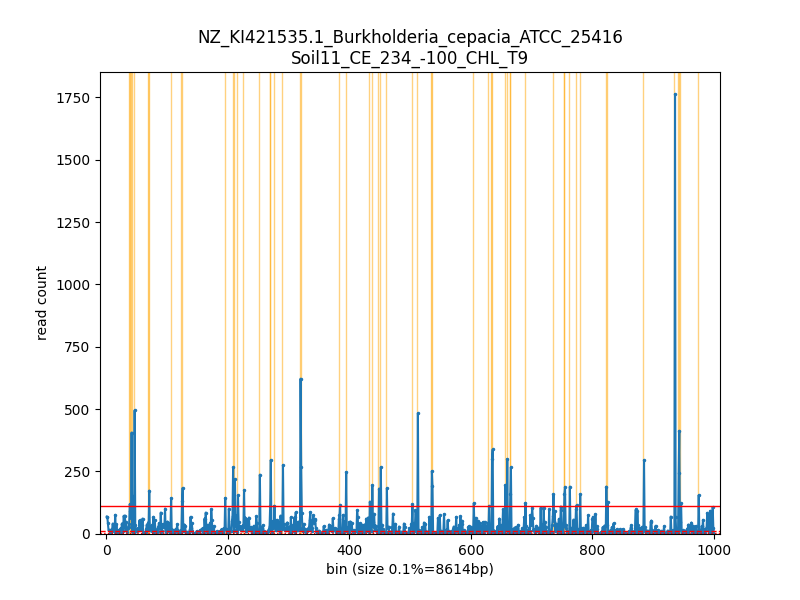 NZ_KI421535.1_Burkholderia_cepacia_ATCC_25416
Soil11_CE_234_-100_CHL_T9
1750
1500
1250
1000
750
500
250
0
read count
0 200 400 600 800 1000
bin (size 0.1%=8614bp)